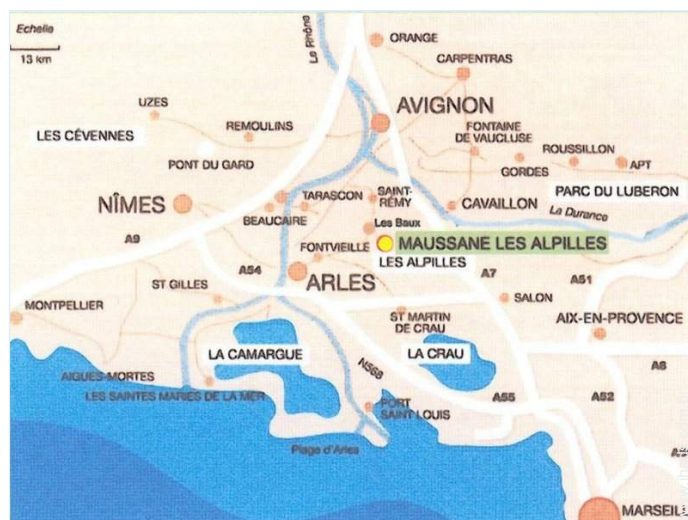 Echelle
13 km
Le Rhône
ORANGE
CARPENTRAS
UZES
AVIGNON
LES CÉVENNES
REMOULINS
FONTAINE
DE VAUCLUSE
ROUSSILLON
PONT DU GARD
GORDES
APT
TARASCON
SAINT-
RÉMY
PARC DU LUBERON
NÎMES
CAVAILLON
BEAUCAIRE
La Durance
Les Baux
A9
FONTVIEILLE
MAUSSANE LES ALPILLES
LES ALPILLES
A54
A7
A51
ST GILLES
ARLES
SALON
MONTPELLIER
ST MARTIN
DE CRAU
AIX-EN-PROVENCE
LA CAMARGUE
LA CRAU
N568
A8
AIGUES-MORTES
LES SAINTES MARIES DE LA MER
PORT
SAINT LOUIS
A55
A52
Plage d'Arles